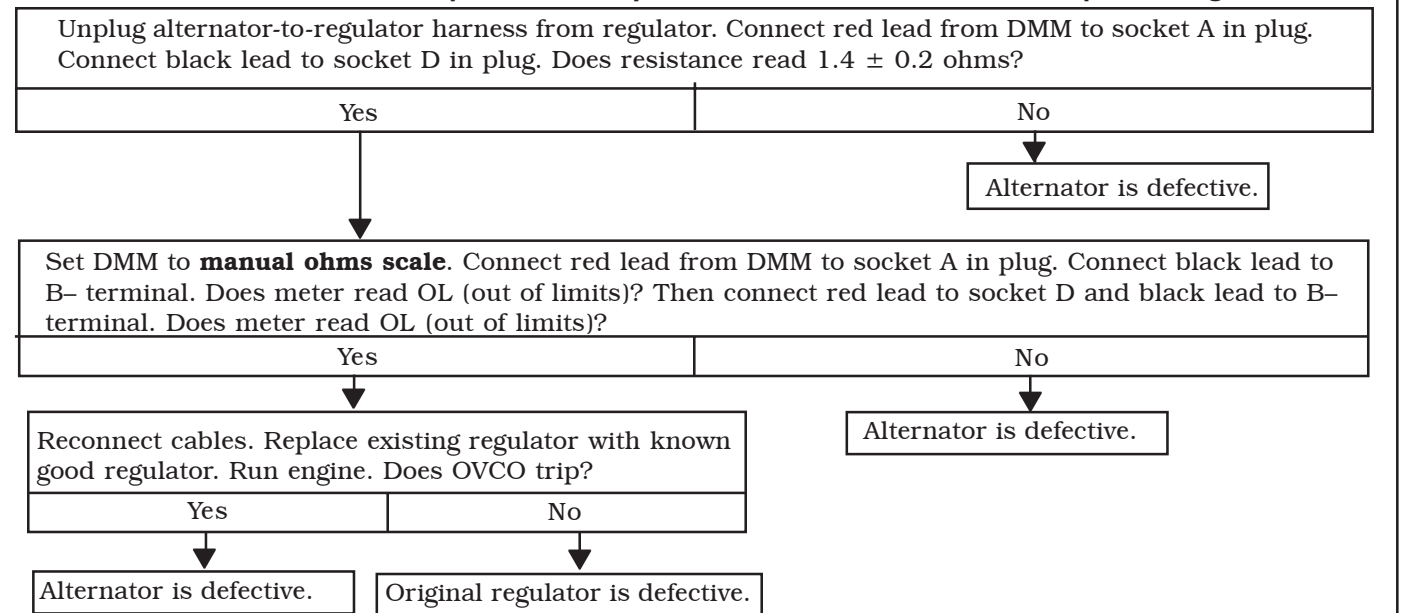 Unplug alternator-to-regulator harness from regulator. Connect red lead from DMM to socket A in plug.
Connect black lead to socket D in plug. Does resistance read 1.4 ± 0.2 ohms?
Yes
No
Alternator is defective.
Set DMM to manual ohms scale. Connect red lead from DMM to socket A in plug. Connect black lead to
B– terminal. Does meter read OL (out of limits)? Then connect red lead to socket D and black lead to B–
terminal. Does meter read OL (out of limits)?
Yes
No
Reconnect cables. Replace existing regulator with known
good regulator. Run engine. Does OVCO trip?
Alternator is defective.
Yes
No
Alternator is defective.
Original regulator is defective.